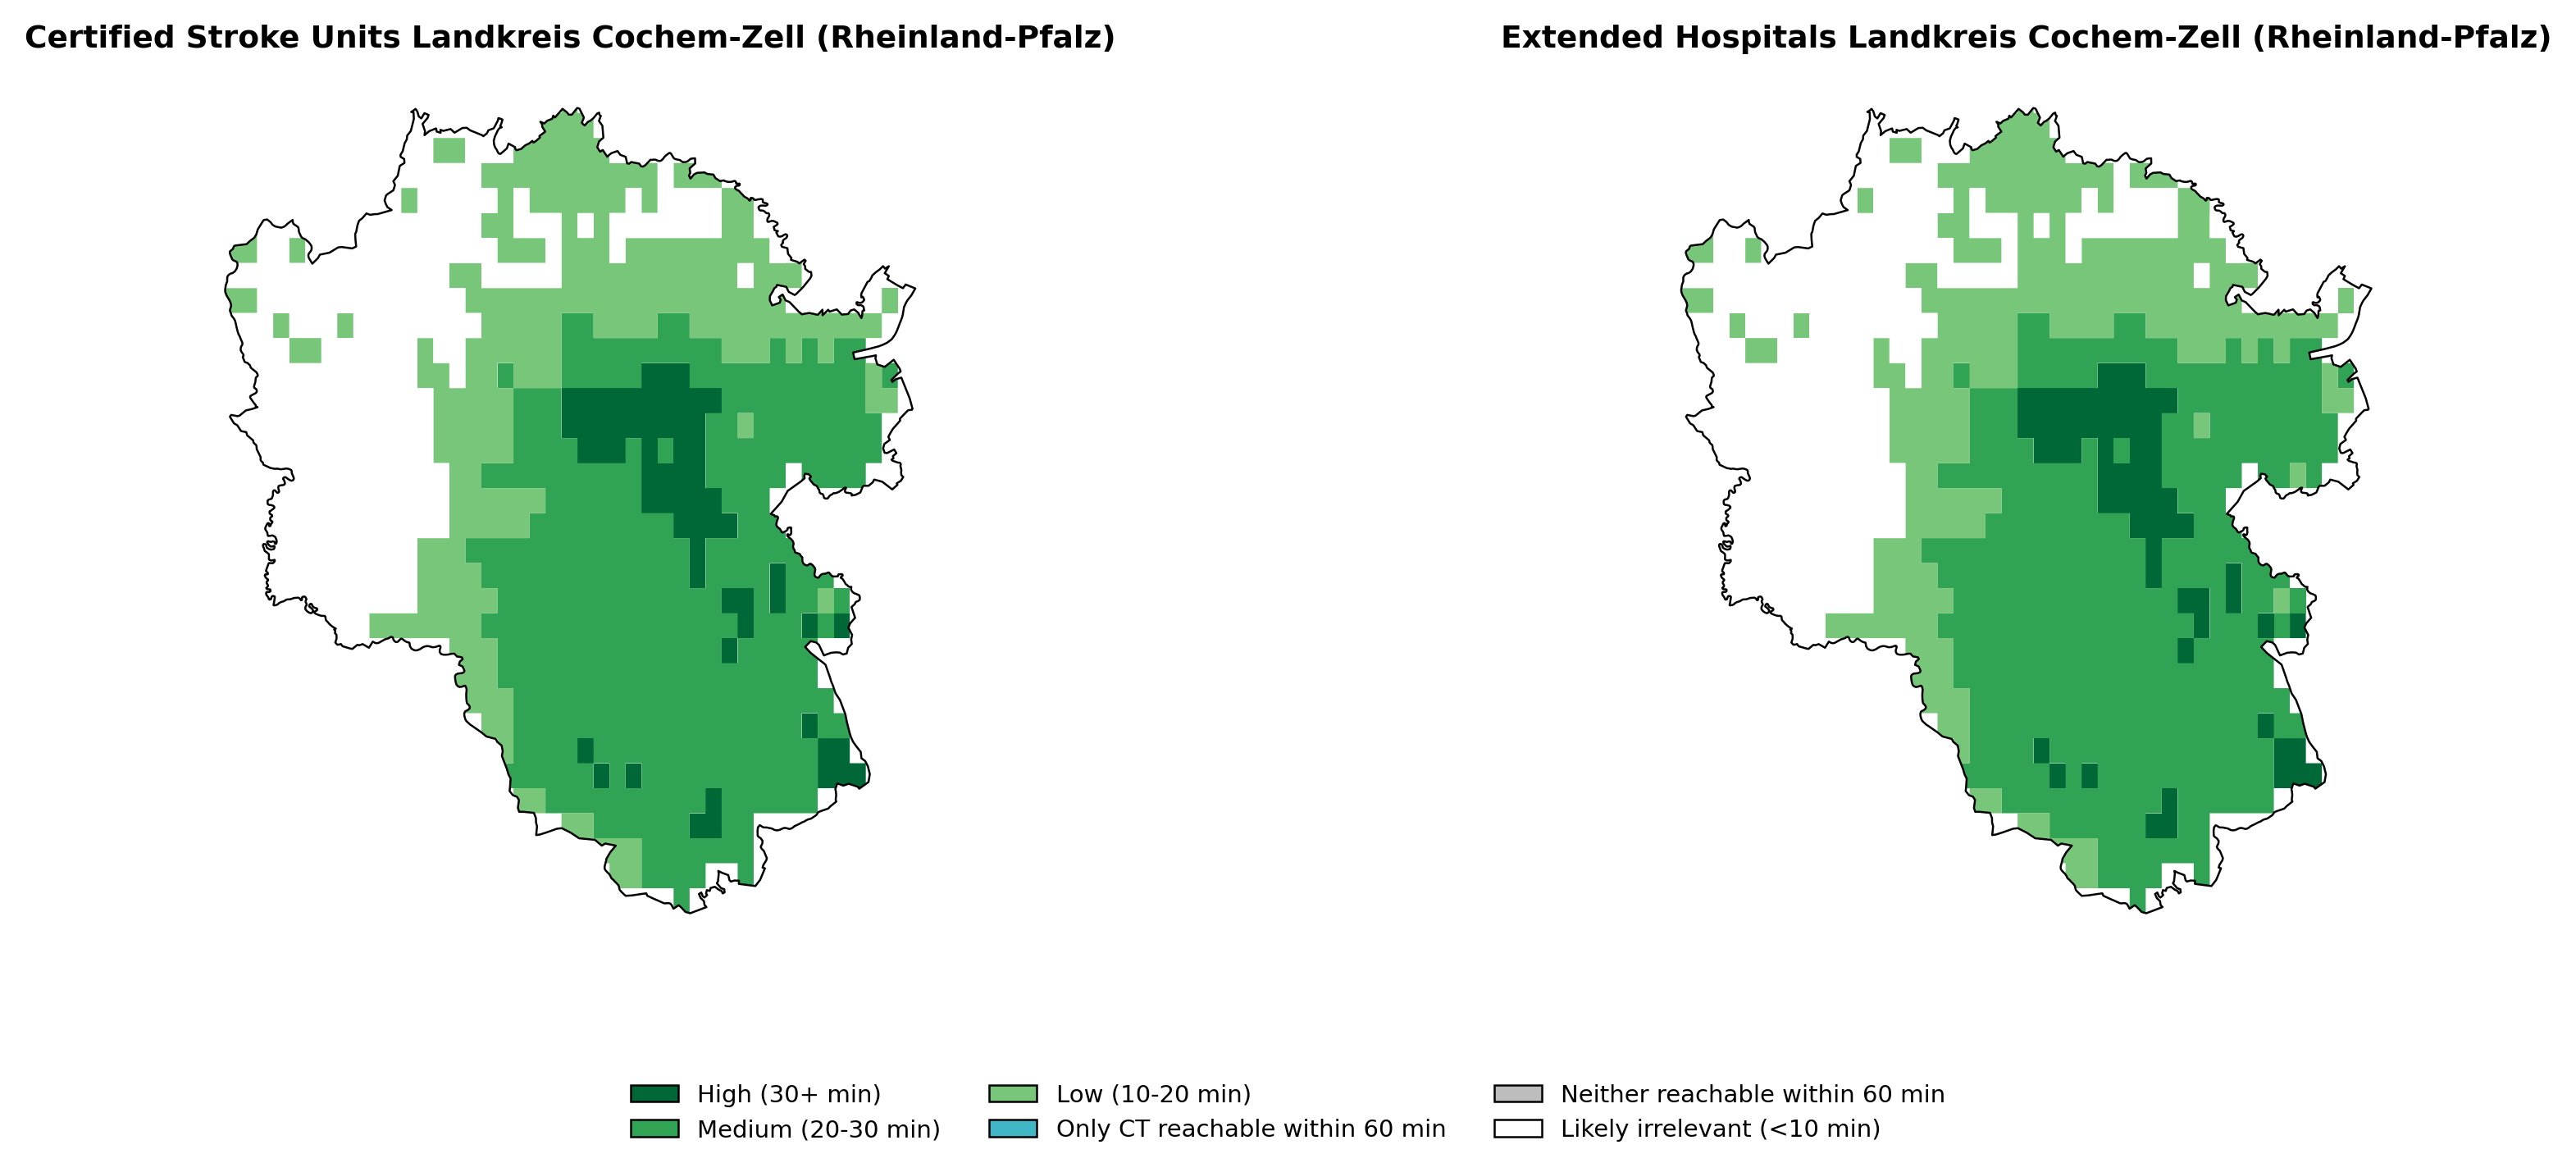 Certified Stroke Units Landkreis Cochem-Zell (Rheinland-Pfalz)
Extended Hospitals Landkreis Cochem-Zell (Rheinland-Pfalz)
High (30+ min)
Medium (20-30 min)
Low (10-20 min)
Only CT reachable within 60 min
Neither reachable within 60 min
Likely irrelevant (<10 min)